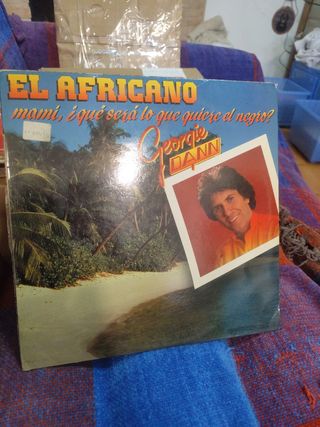 EL AFRICANO
mami, ¿qué será lo que quiere el negro?
Georgie
DANN